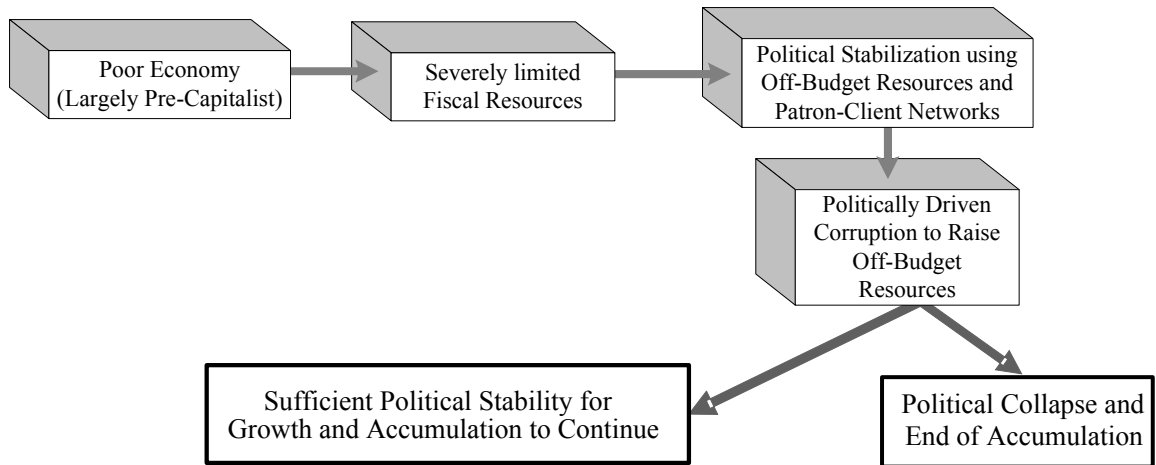 Poor Economy
(Largely Pre-Capitalist)
Severely limited
Fiscal Resources
Political Stabilization using
Off-Budget Resources and
Patron-Client Networks
Politically Driven
Corruption to Raise
Off-Budget
Resources
Sufficient Political Stability for
Growth and Accumulation to Continue
Political Collapse and
End of Accumulation